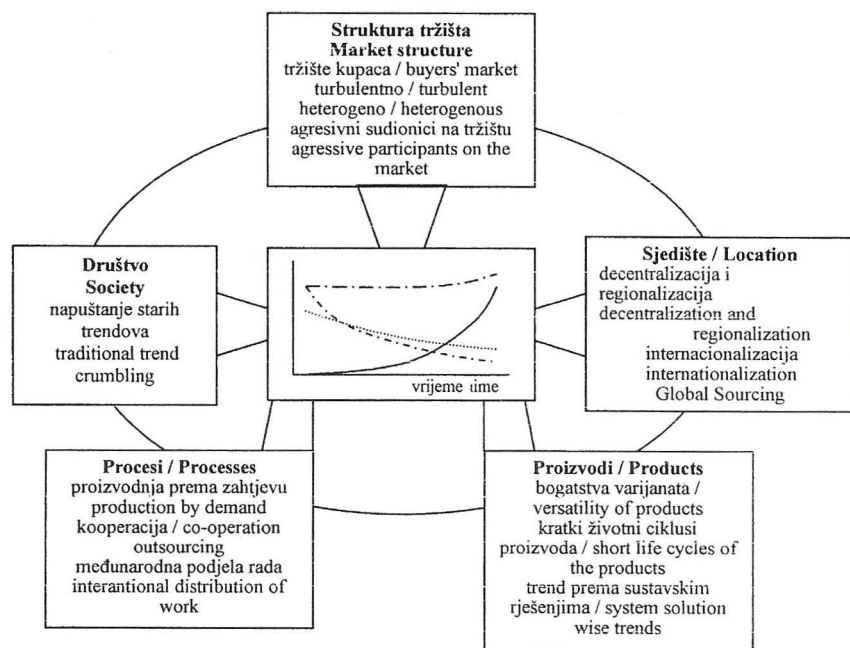 Struktura tržišta
Market structure
tržište kupaca / buyers' market
turbulentno / turbulent
heterogeno / heterogenous
agresivni sudionici na tržištu
agressive participants on the
market
Društvo
Society
napuštanje starih
trendova
traditional trend
crumbling
vrijeme time
Sjedište / Location
decentralizacija i
regionalizacija
decentralization and
regionalization
internacionalizacija
internationalization
Global Sourcing
Procesi / Processes
proizvodnja prema zahtjevu
production by demand
kooperacija / co-operation
outsourcing
međunarodna podjela rada
interantional distribution of
work
Proizvodi / Products
bogatstva varijanata /
versatility of products
kratki životni ciklusi
proizvoda / short life cycles of
the products
trend prema sustavskim
rješenjima / system solution
wise trends